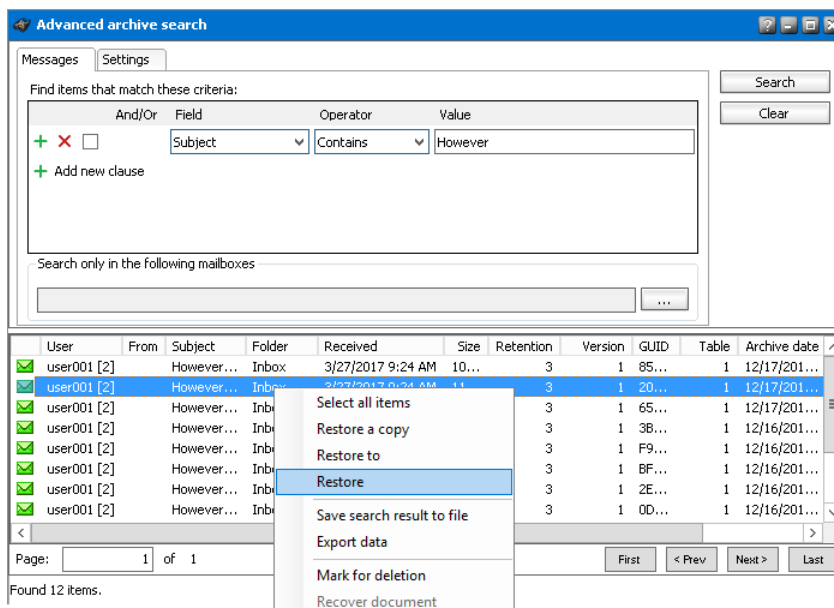 Advanced archive search
Messages Settings
Search
Clear
Find items that match these criteria:
And/Or Field Operator Value
Subject Contains However
Add new clause
Search only in the following mailboxes
...
User From Subject Folder Received Size Retention Version GUID Table Archive date
user001 [2] However... Inbox 3/27/2017 9:24 AM 10... 3 1 85... 1 12/17/201...
user001 [2] However... Inbox 3/27/2017 9:24 AM 11... 3 1 20... 1 12/17/201...
user001 [2] However... Inbo 3 1 65... 1 12/17/201...
user001 [2] However... Inbo 3 1 3B... 1 12/16/201...
user001 [2] However... Inbo 3 1 F9... 1 12/16/201...
user001 [2] However... Inbo 3 1 BF... 1 12/16/201...
user001 [2] However... Inbo 3 1 2E... 1 12/16/201...
user001 [2] However... Inbo 3 1 0D... 1 12/16/201...
Select all items
Restore a copy
Restore to
Restore
Save search result to file
Export data
Mark for deletion
Recover document
Page: 1 of 1 First < Prev Next > Last
Found 12 items.